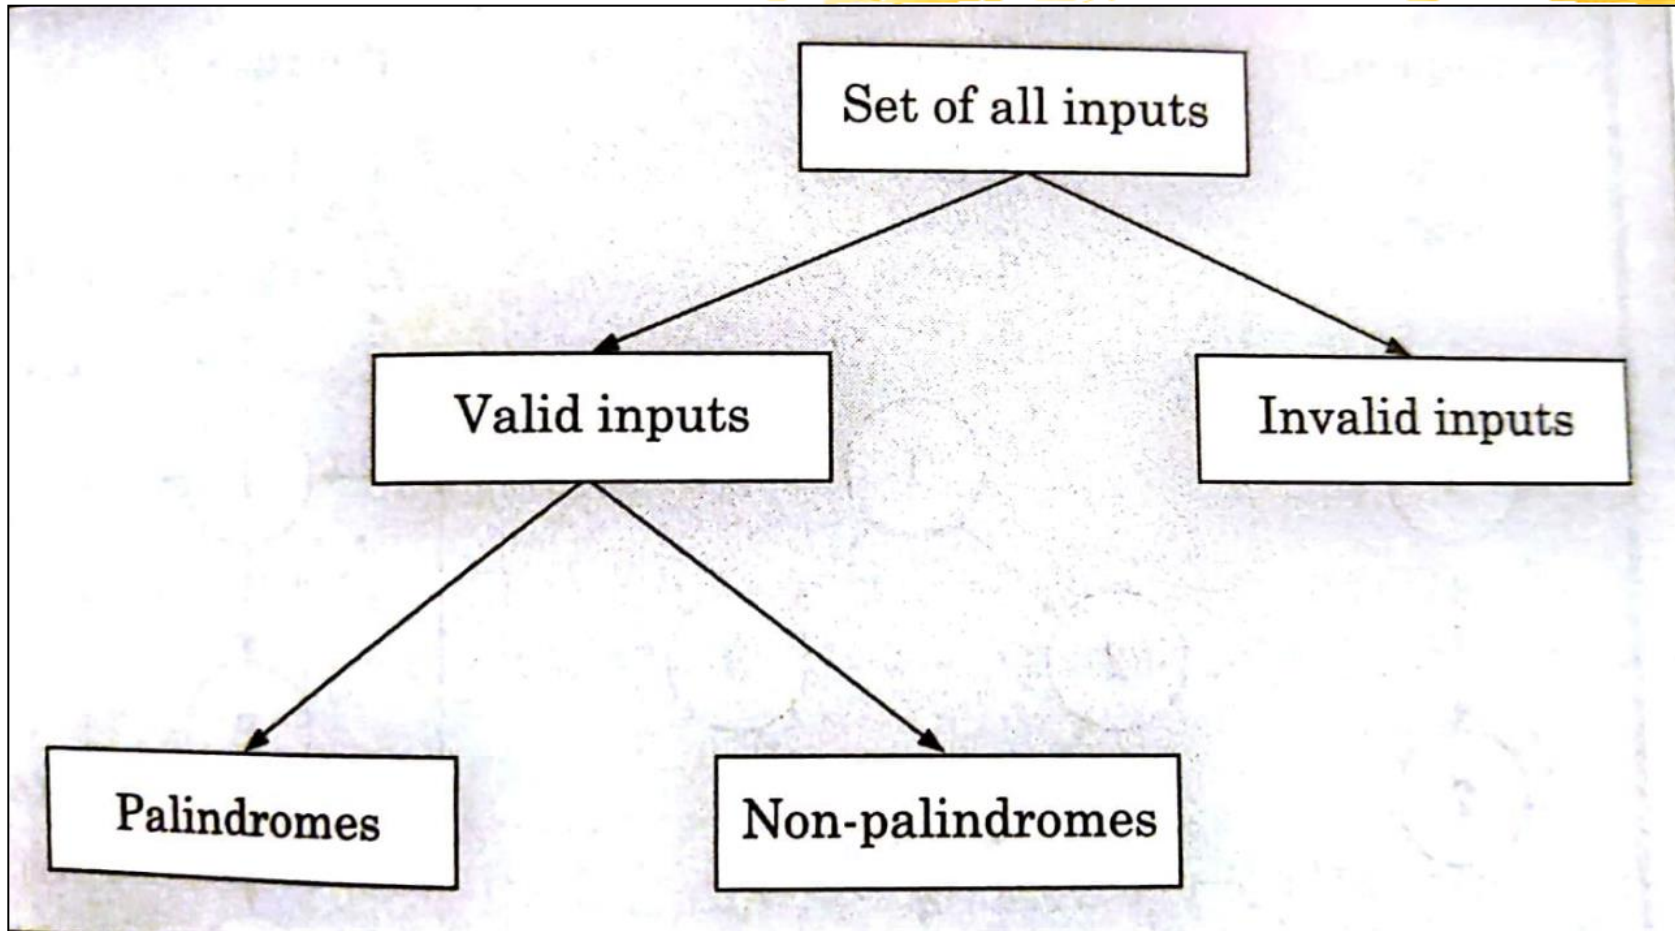 Set of all inputs
Valid inputs
Invalid inputs
Palindromes
Non-palindromes